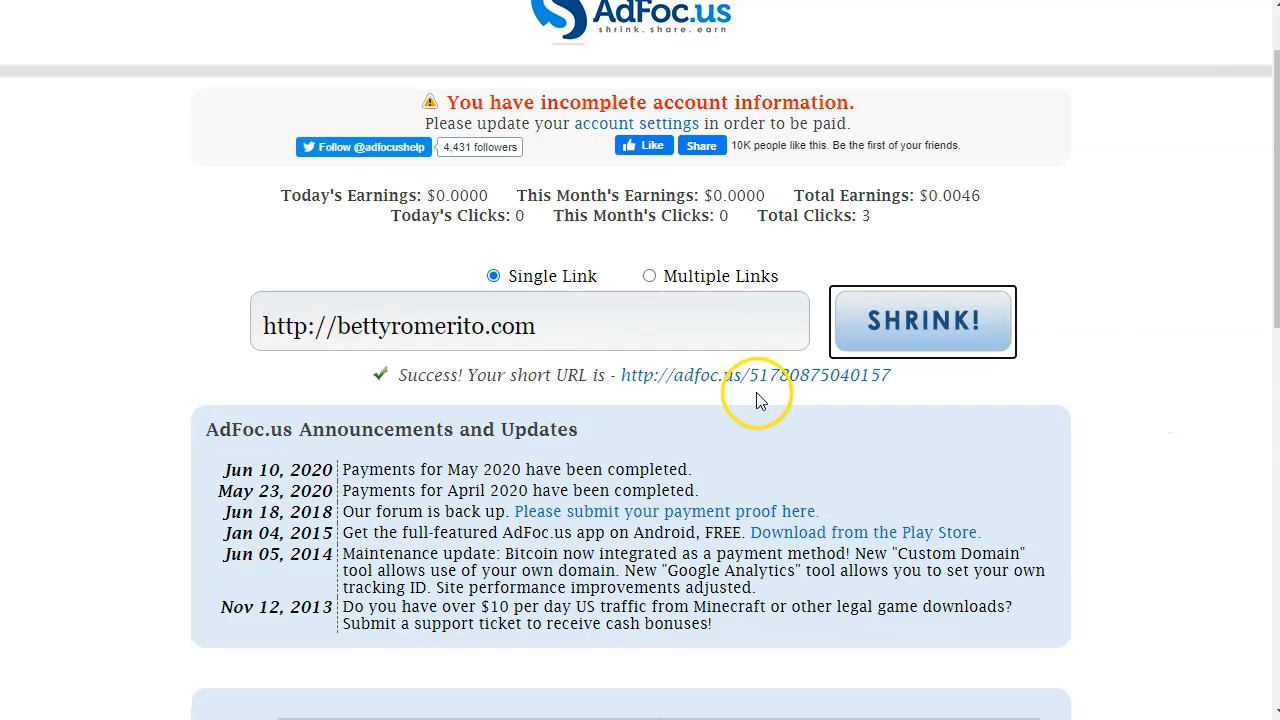 AdFoc.us
shrink. share. earn
You have incomplete account information.
Please update your account settings in order to be paid.
Follow @adfocushelp 4,431 followers Like Share 10K people like this. Be the first of your friends.
Today's Earnings: $0.0000 This Month's Earnings: $0.0000 Total Earnings: $0.0046
Today's Clicks: 0 This Month's Clicks: 0 Total Clicks: 3
Single Link Multiple Links
http://bettyromerito.com SHRINK!
Success! Your short URL is - http://adfoc.us/51780875040157
AdFoc.us Announcements and Updates
Jun 10, 2020 Payments for May 2020 have been completed.
May 23, 2020 Payments for April 2020 have been completed.
Jun 18, 2018 Our forum is back up. Please submit your payment proof here.
Jan 04, 2015 Get the full-featured AdFoc.us app on Android, FREE. Download from the Play Store.
Jun 05, 2014 Maintenance update: Bitcoin now integrated as a payment method! New "Custom Domain"
tool allows use of your own domain. New "Google Analytics" tool allows you to set your own
tracking ID. Site performance improvements adjusted.
Nov 12, 2013 Do you have over $10 per day US traffic from Minecraft or other legal game downloads?
Submit a support ticket to receive cash bonuses!